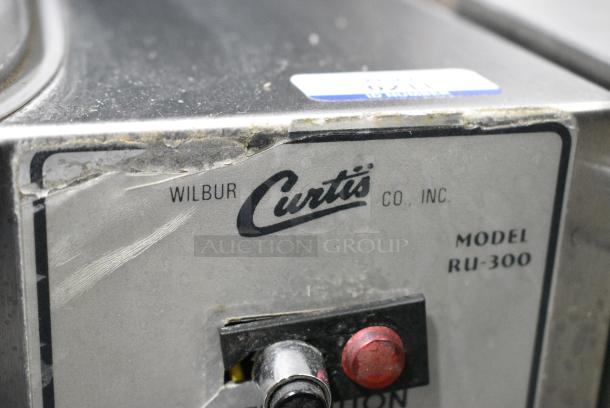 WILBUR Curtis CO., INC.
AUCTION GROUP
MODEL
RU-300